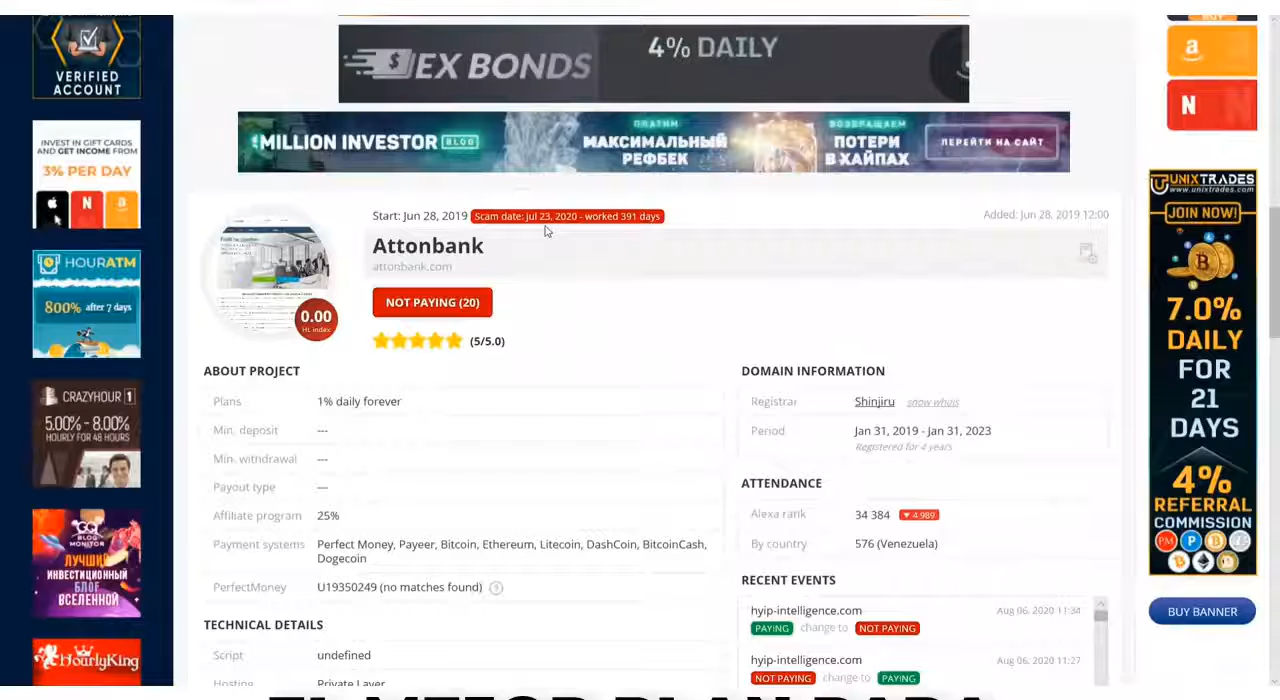 VERIFIED
ACCOUNT
INVEST IN GIFT CARDS
AND GET INCOME FROM
3% PER DAY
N
a
HOURATM
800% after 7 days
CRAZYHOUR 1
5.00% - 8.00%
HOURLY FOR 48 HOURS
GQ
BLOG
MONITOR
ЛУЧШИЙ
ИНВЕСТИЦИОННЫЙ
БЛОГ
ВСЕЛЕННОЙ
HourlyKing
$EX BONDS
4% DAILY
MILLION INVESTOR BLOG
ПЛАТИМ
МАКСИМАЛЬНЫЙ
РЕФБЕК
ВОЗВРАЩАЕМ
ПОТЕРИ
В ХАЙПАХ
ПЕРЕЙТИ НА САЙТ
Start: Jun 28, 2019 Scam date: Jul 23, 2020 - worked 391 days
Added: Jun 28, 2019 12:00
Attonbank
attonbank.com
NOT PAYING (20)
0.00
HL index
(5/5.0)
ABOUT PROJECT
Plans 1% daily forever
Min. deposit ---
Min. withdrawal ---
Payout type ---
Affiliate program 25%
Payment systems Perfect Money, Payeer, Bitcoin, Ethereum, Litecoin, DashCoin, BitcoinCash,
Dogecoin
PerfectMoney U19350249 (no matches found) ?
TECHNICAL DETAILS
Script undefined
Hosting Private Layer
DOMAIN INFORMATION
Registrar Shinjiru show whuis
Period Jan 31, 2019 - Jan 31, 2023
Registered for 4 years
ATTENDANCE
Alexa rank 34 384 ▼4 989
By country 576 (Venezuela)
RECENT EVENTS
hyip-intelligence.com Aug 06, 2020 11:34
PAYING change to NOT PAYING
hyip-intelligence.com Aug 06, 2020 11:27
NOT PAYING change to PAYING
BUY
a
N
UNIXTRADES
www.unixtrades.com
JOIN NOW!
7.0%
DAILY
FOR
21
DAYS
4%
REFERRAL
COMMISSION
PM
P
BUY BANNER